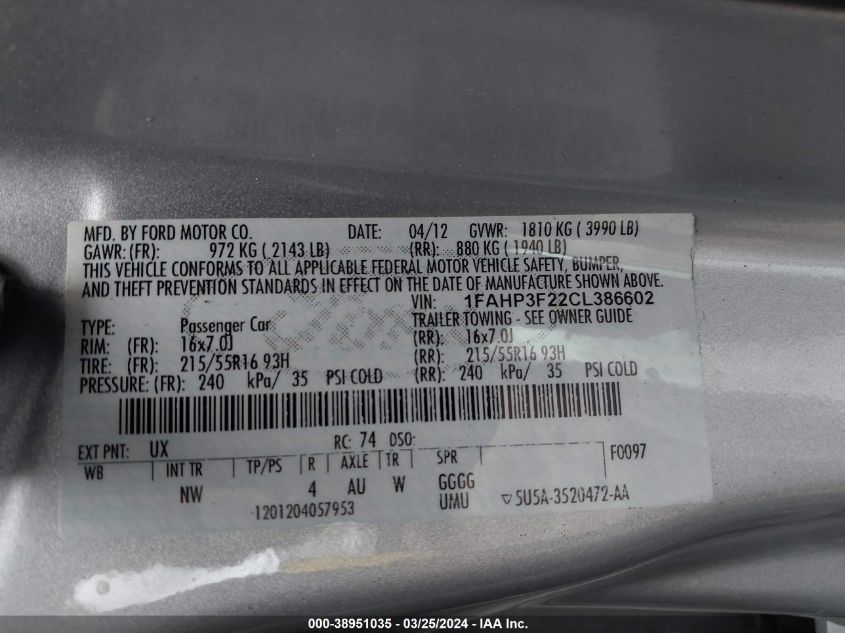 MFD. BY FORD MOTOR CO. DATE: 04/12 GVWR: 1810 KG ( 3990 LB)
GAWR: (FR): 972 KG ( 2143 LB) (RR): 880 KG ( 1940 LB)
THIS VEHICLE CONFORMS TO ALL APPLICABLE FEDERAL MOTOR VEHICLE SAFETY, BUMPER,
AND THEFT PREVENTION STANDARDS IN EFFECT ON THE DATE OF MANUFACTURE SHOWN ABOVE.
VIN: 1FAHP3F22CL386602
TYPE: Passenger Car TRAILER TOWING - SEE OWNER GUIDE
RIM: (FR): 16x7.0J (RR): 16x7.0J
TIRE: (FR): 215/55R16 93H (RR): 215/55R16 93H
PRESSURE: (FR): 240 kPa/ 35 PSI COLD (RR): 240 kPa/ 35 PSI COLD
EXT PNT: UX RC: 74 DSO: F0097
WB INT TR TP/PS R AXLE TR SPR
NW 4 AU W GGGG
UMU ▽5U5A-3520472-AA
1201204057953
000-38951035 - 03/25/2024 - IAA Inc.